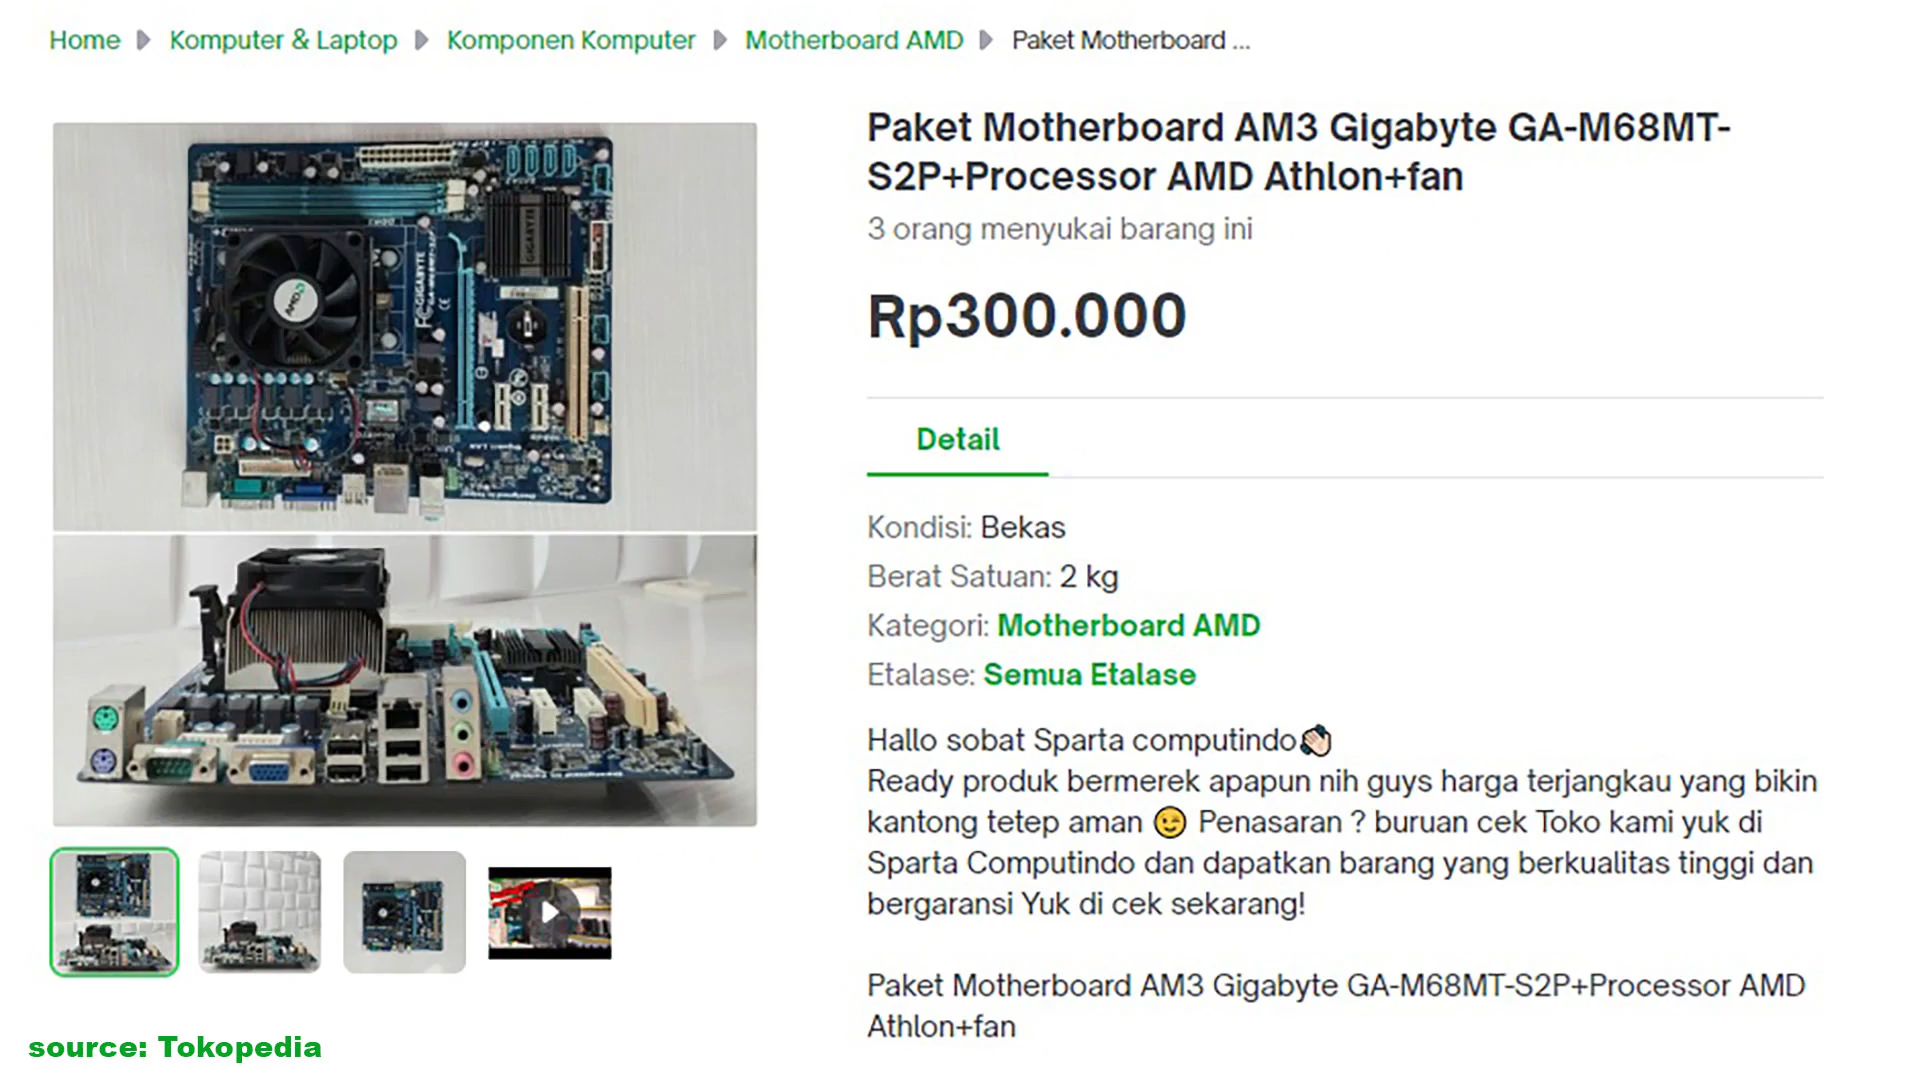 Home Komputer & Laptop Komponen Komputer Motherboard AMD Paket Motherboard ...
Paket Motherboard AM3 Gigabyte GA-M68MT-
S2P+Processor AMD Athlon+fan
3 orang menyukai barang ini
Rp300.000
Detail
Kondisi: Bekas
Berat Satuan: 2 kg
Kategori: Motherboard AMD
Etalase: Semua Etalase
Hallo sobat Sparta computindo👋🏻
Ready produk bermerek apapun nih guys harga terjangkau yang bikin
kantong tetep aman 😉 Penasaran ? buruan cek Toko kami yuk di
Sparta Computindo dan dapatkan barang yang berkualitas tinggi dan
bergaransi Yuk di cek sekarang!
Paket Motherboard AM3 Gigabyte GA-M68MT-S2P+Processor AMD
Athlon+fan
AMD
GIGABYTE
GIGABYTE
source: Tokopedia